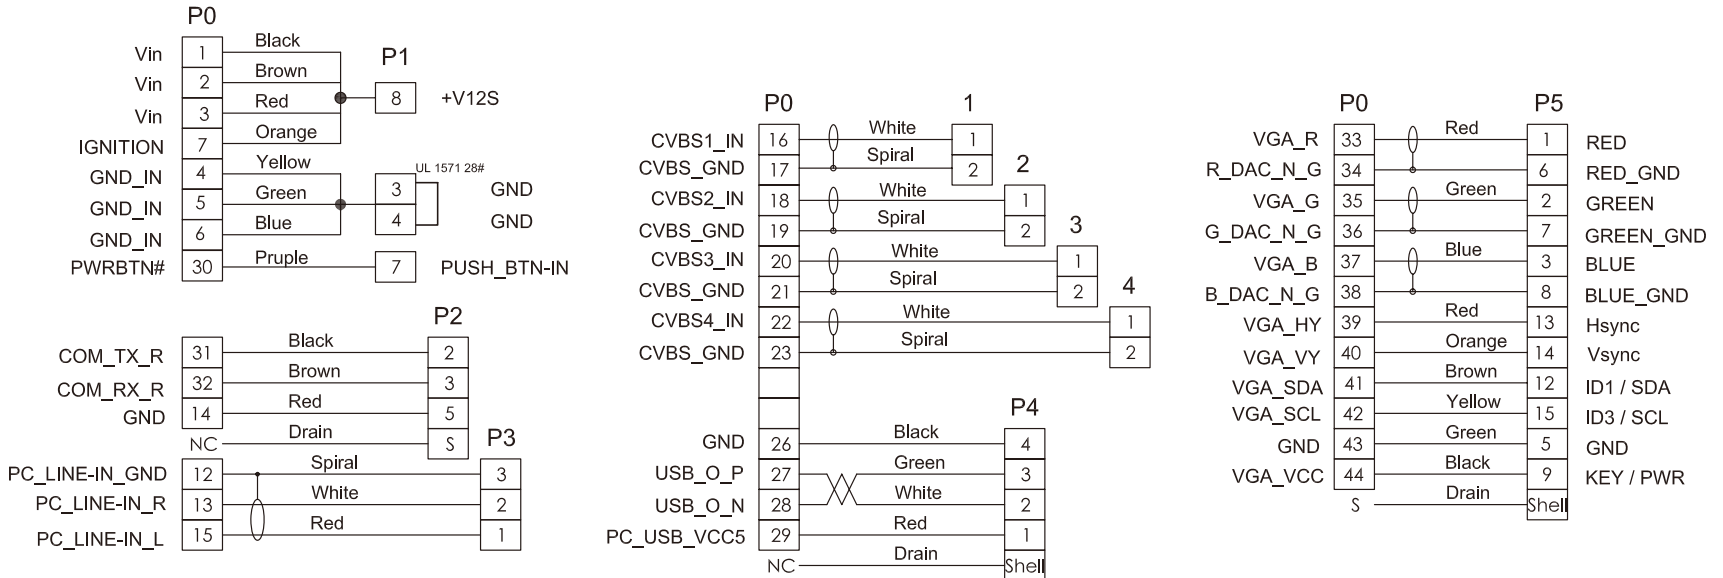 P0
Vin 1 Black P1
Vin 2 Brown 8 +V12S
Vin 3 Red
IGNITION 7 Orange
GND_IN 4 Yellow UL 1571 28#
GND_IN 5 Green 3 GND
GND_IN 6 Blue 4 GND
PWRBTN# 30 Pruple 7 PUSH_BTN-IN
P2
COM_TX_R 31 Black 2
COM_RX_R 32 Brown 3
GND 14 Red 5
NC Drain S P3
PC_LINE-IN_GND 12 Spiral 3
PC_LINE-IN_R 13 White 2
PC_LINE-IN_L 15 Red 1
P0 1
CVBS1_IN 16 White 1
CVBS_GND 17 Spiral 2 2
CVBS2_IN 18 White 1
CVBS_GND 19 Spiral 2 3
CVBS3_IN 20 White 1
CVBS_GND 21 Spiral 2 4
CVBS4_IN 22 White 1
CVBS_GND 23 Spiral 2
P4
GND 26 Black 4
USB_O_P 27 Green 3
USB_O_N 28 White 2
PC_USB_VCC5 29 Red 1
NC Drain Shell
P0 P5
VGA_R 33 Red 1 RED
R_DAC_N_G 34 6 RED_GND
VGA_G 35 Green 2 GREEN
G_DAC_N_G 36 7 GREEN_GND
VGA_B 37 Blue 3 BLUE
B_DAC_N_G 38 8 BLUE_GND
VGA_HY 39 Red 13 Hsync
VGA_VY 40 Orange 14 Vsync
VGA_SDA 41 Brown 12 ID1 / SDA
VGA_SCL 42 Yellow 15 ID3 / SCL
GND 43 Green 5 GND
VGA_VCC 44 Black 9 KEY / PWR
S Drain Shell